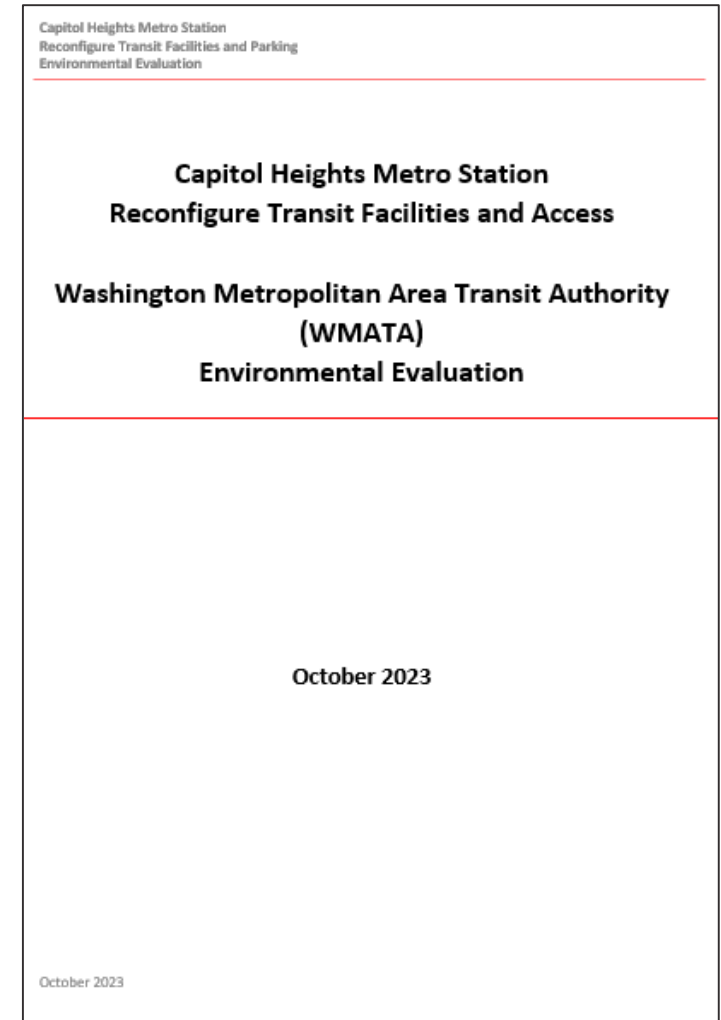 Capitol Heights Metro Station
Reconfigure Transit Facilities and Parking
Environmental Evaluation
Capitol Heights Metro Station
Reconfigure Transit Facilities and Access
Washington Metropolitan Area Transit Authority
(WMATA)
Environmental Evaluation
October 2023
October 2023